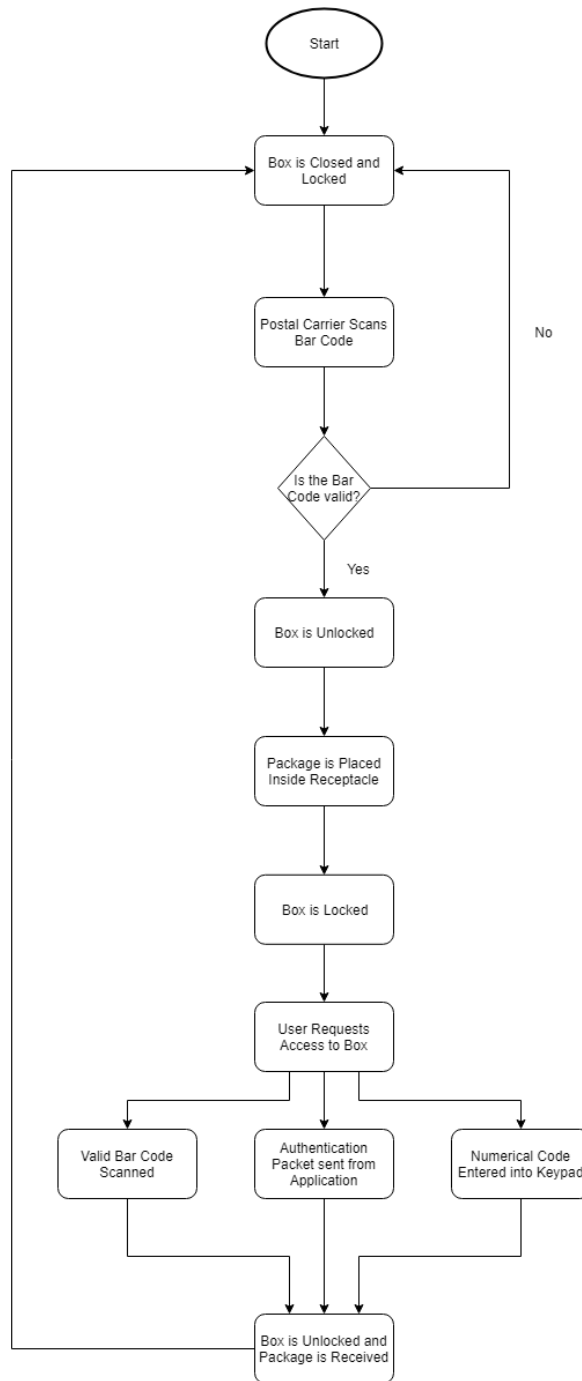 Start
Box is Closed and
Locked
Postal Carrier Scans
Bar Code
No
Is the Bar
Code valid?
Yes
Box is Unlocked
Package is Placed
Inside Receptacle
Box is Locked
User Requests
Access to Box
Valid Bar Code
Scanned
Authentication
Packet sent from
Application
Numerical Code
Entered into Keypad
Box is Unlocked and
Package is Received